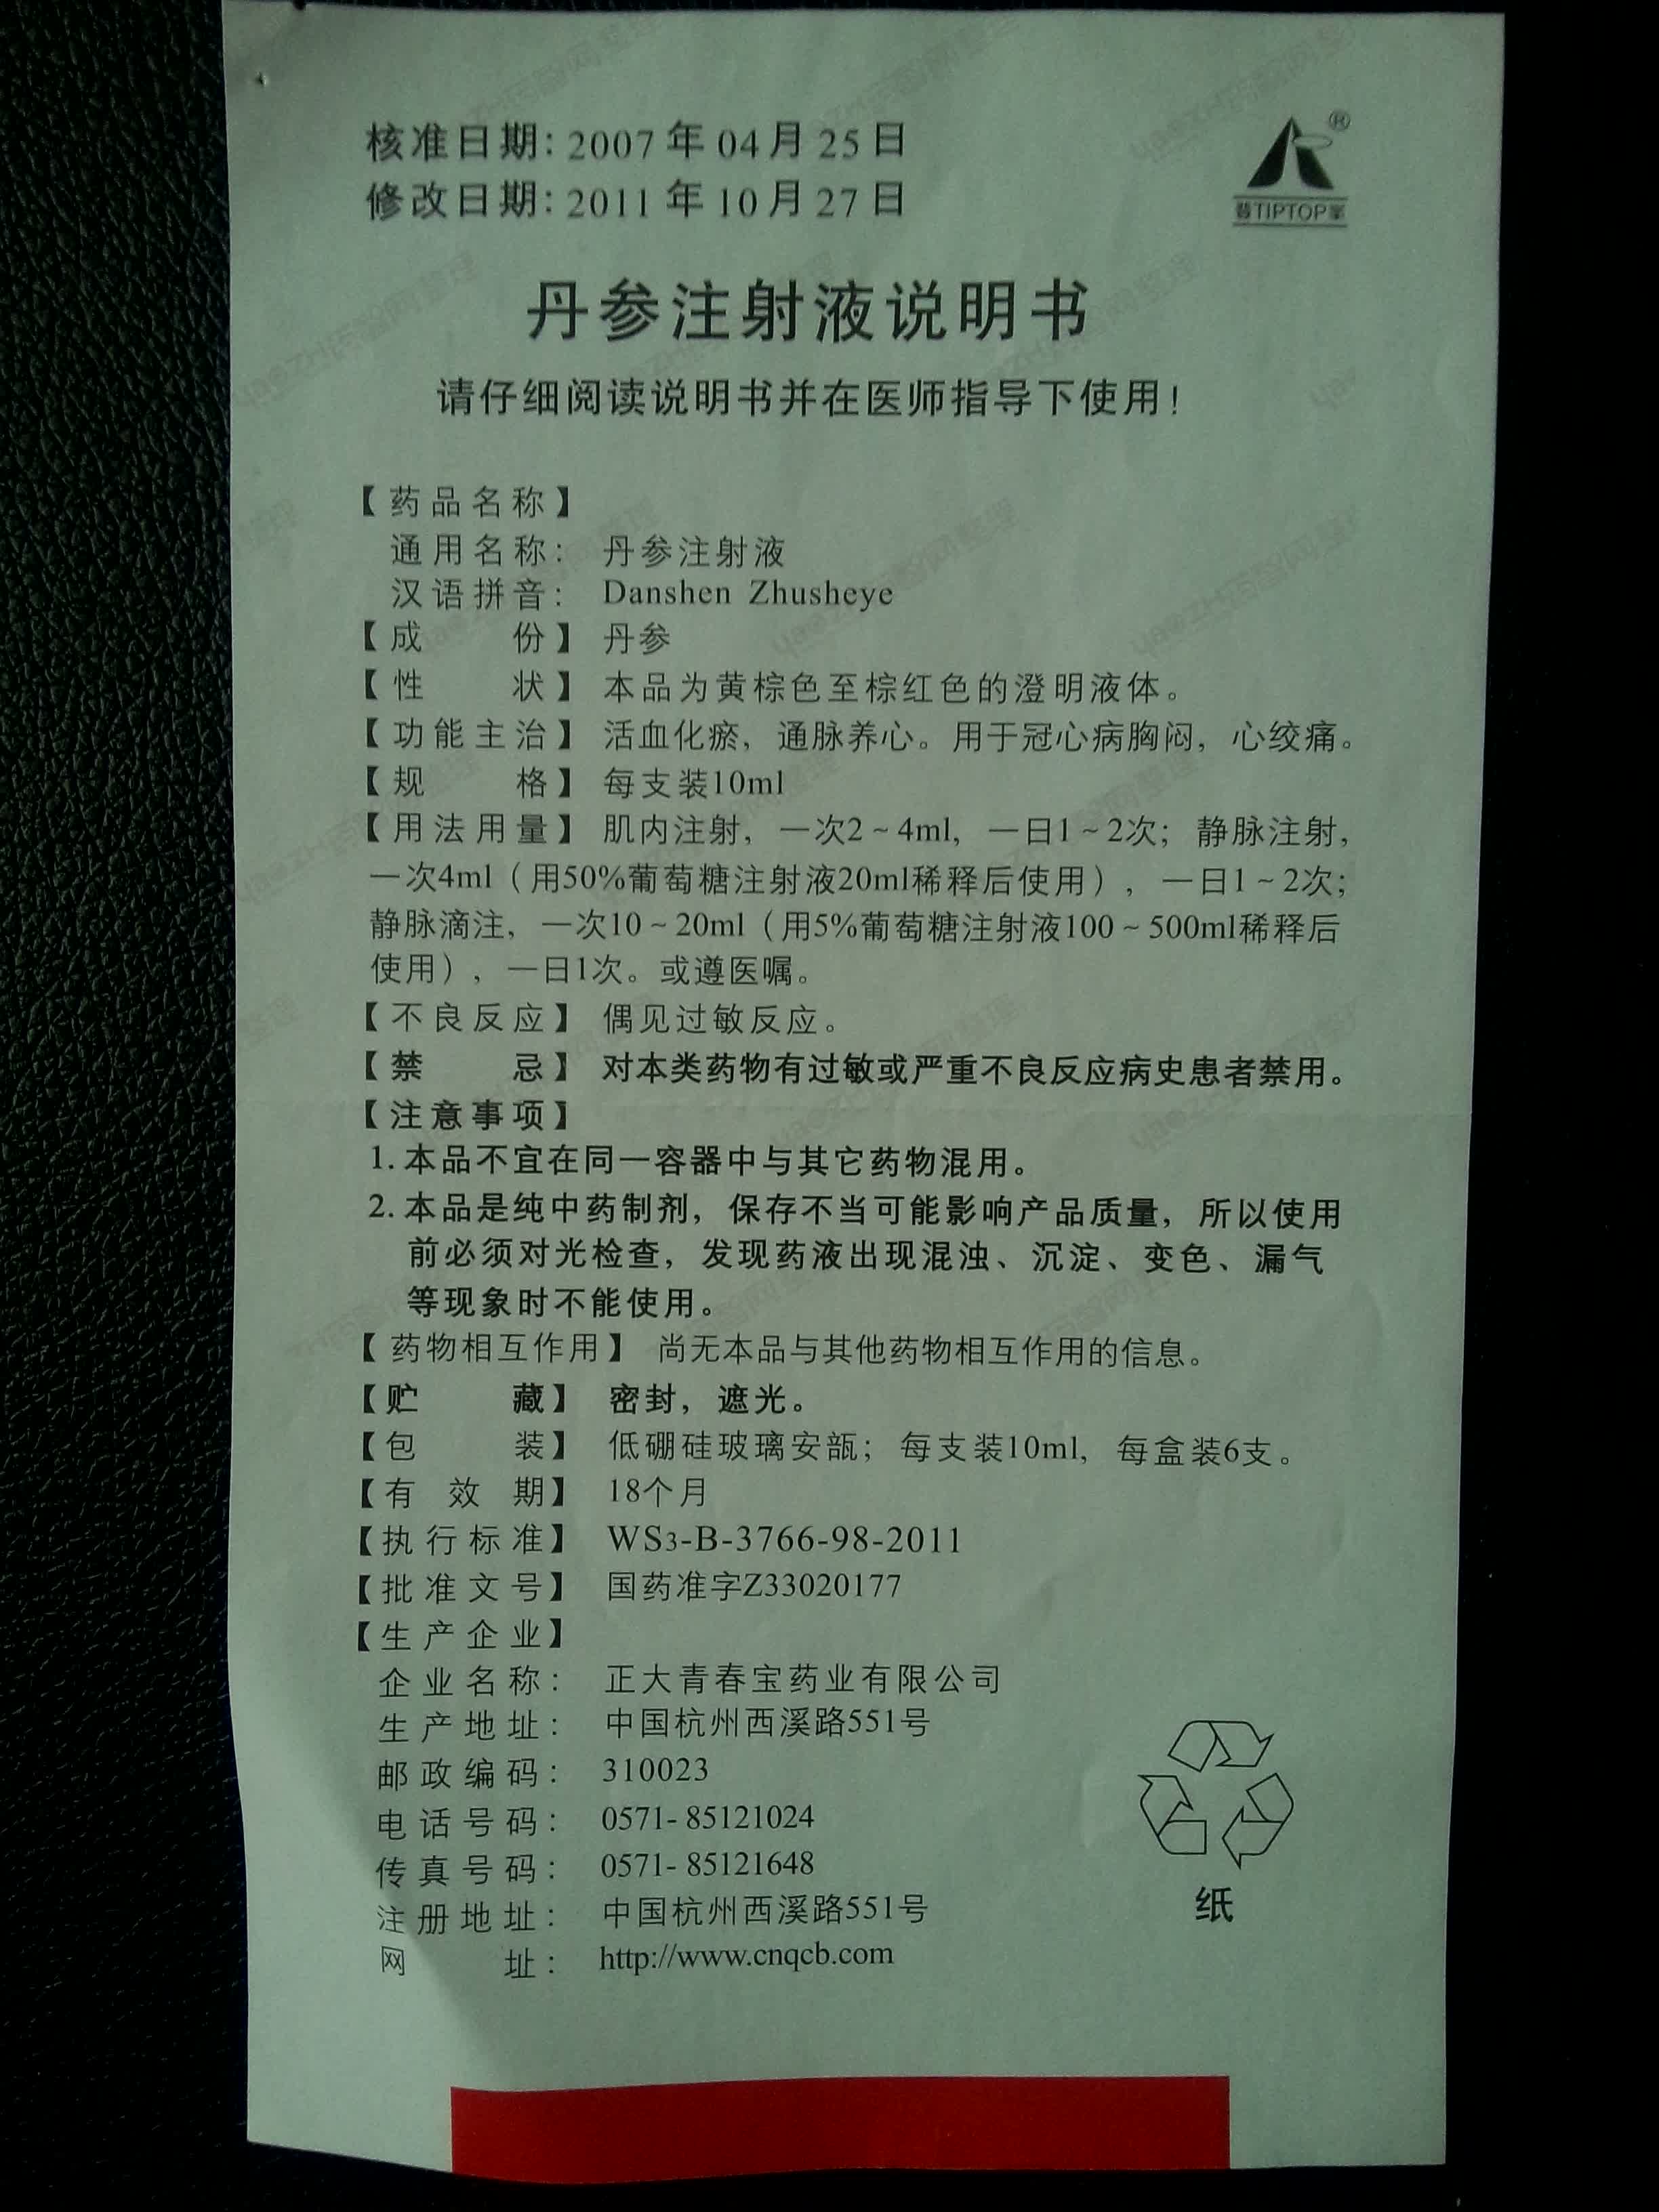 核准日期: 2007 年 04 月 25 日
修改日期: 2011 年 10 月 27 日
®
登TIPTOP峯
丹参注射液说明书
请仔细阅读说明书并在医师指导下使用!
【药品名称】
通用名称: 丹参注射液
汉语拼音: Danshen Zhusheye
【成 份】 丹参
【性 状】 本品为黄棕色至棕红色的澄明液体。
【功能主治】 活血化瘀，通脉养心。用于冠心病胸闷，心绞痛。
【规 格】 每支装10ml
【用法用量】 肌内注射，一次2～4ml，一日1～2次；静脉注射，
一次4ml（用50%葡萄糖注射液20ml稀释后使用），一日1～2次；
静脉滴注，一次10～20ml（用5%葡萄糖注射液100～500ml稀释后
使用），一日1次。或遵医嘱。
【不良反应】 偶见过敏反应。
【禁 忌】 对本类药物有过敏或严重不良反应病史患者禁用。
【注意事项】
1. 本品不宜在同一容器中与其它药物混用。
2. 本品是纯中药制剂，保存不当可能影响产品质量，所以使用
前必须对光检查，发现药液出现混浊、沉淀、变色、漏气
等现象时不能使用。
【药物相互作用】 尚无本品与其他药物相互作用的信息。
【贮 藏】 密封，遮光。
【包 装】 低硼硅玻璃安瓿；每支装10ml，每盒装6支。
【有 效 期】 18个月
【执行标准】 WS3-B-3766-98-2011
【批准文号】 国药准字Z33020177
【生产企业】
企业名称: 正大青春宝药业有限公司
生产地址: 中国杭州西溪路551号
邮政编码: 310023
电话号码: 0571- 85121024
传真号码: 0571- 85121648
注册地址: 中国杭州西溪路551号
网 址: http://www.cnqcb.com
纸